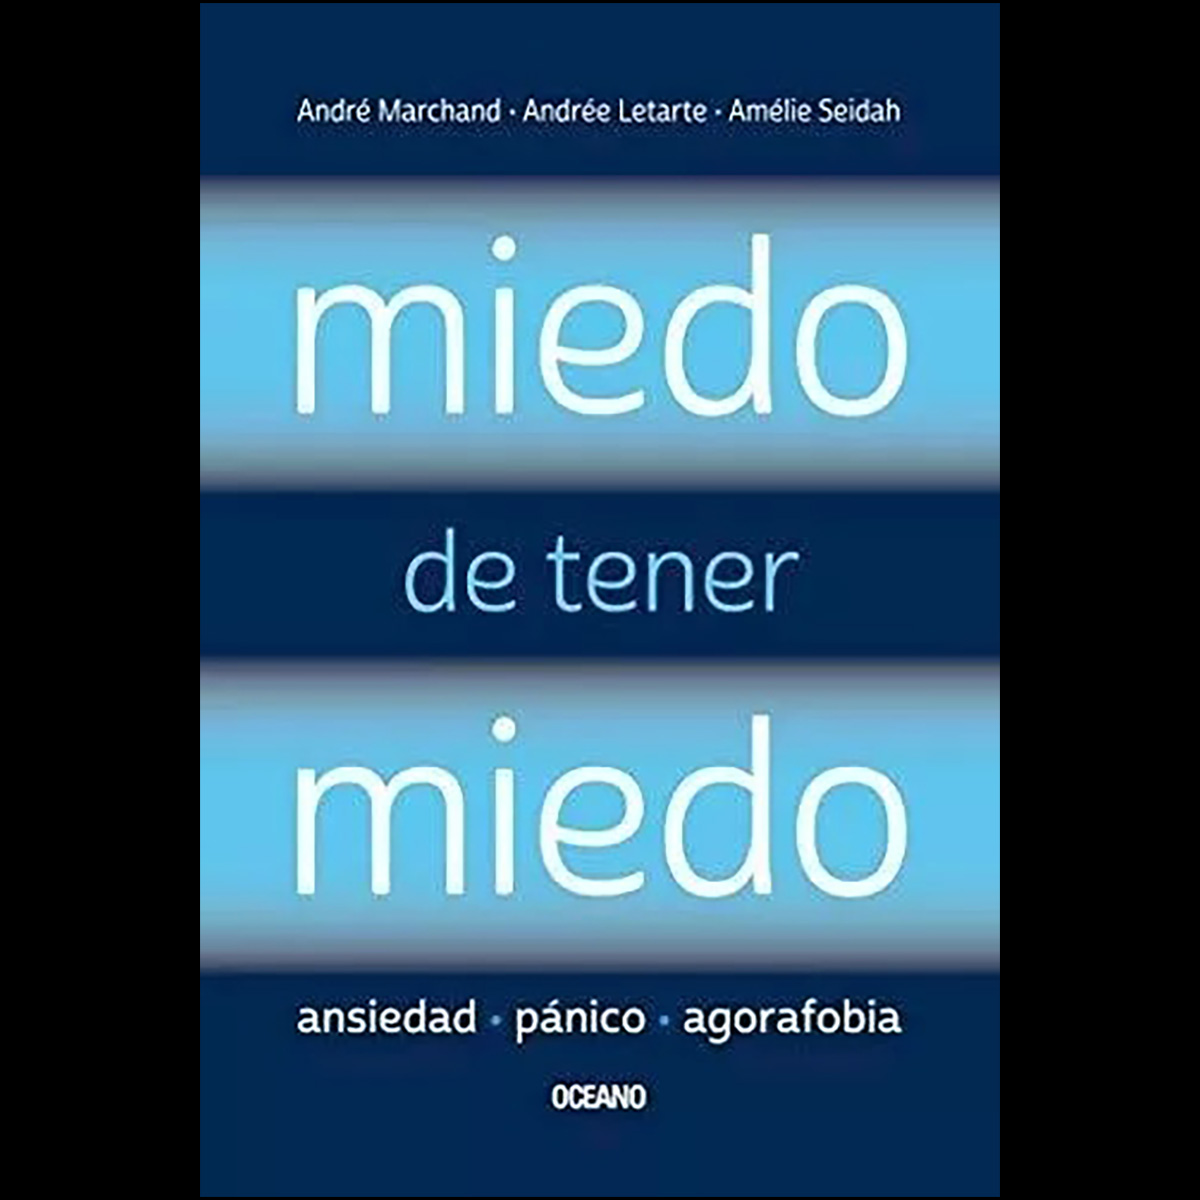 André Marchand · Andrée Letarte · Amélie Seidah
miedo
de tener
miedo
ansiedad · pánico · agorafobia
OCEANO